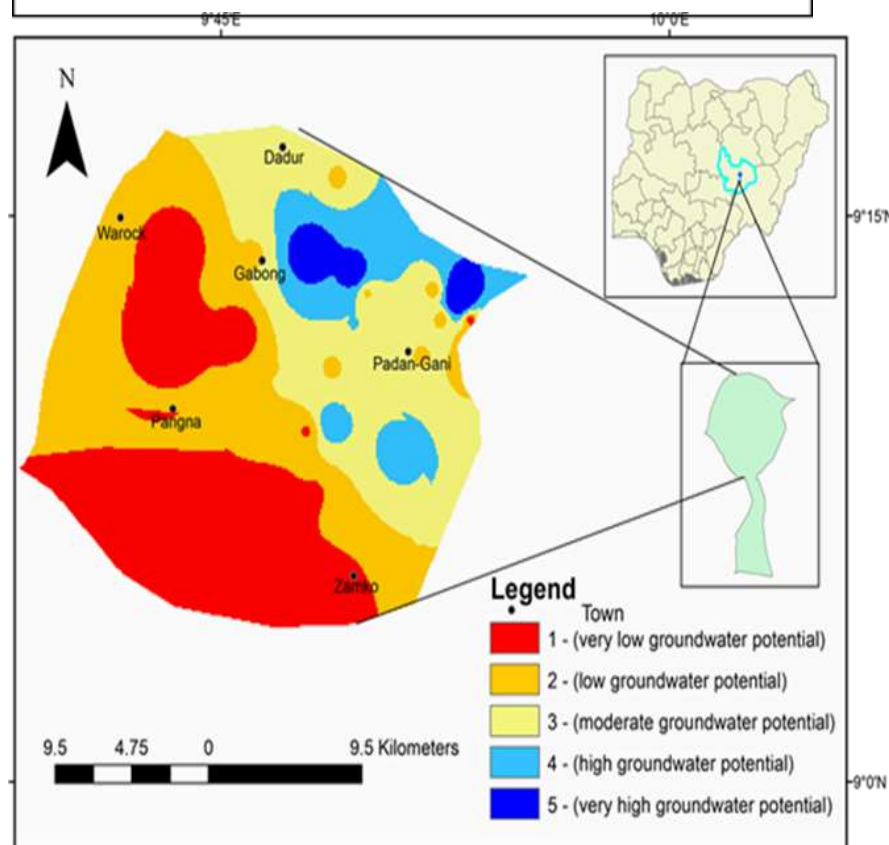 9°45'E
10°0'E
N
Dadur
9°15'N
Warock
Gabong
Padan-Gani
Pangna
Zamko
Legend
Town
1 - (very low groundwater potential)
2 - (low groundwater potential)
3 - (moderate groundwater potential)
9.5 4.75 0 9.5 Kilometers
4 - (high groundwater potential)
9°0'N
5 - (very high groundwater potential)